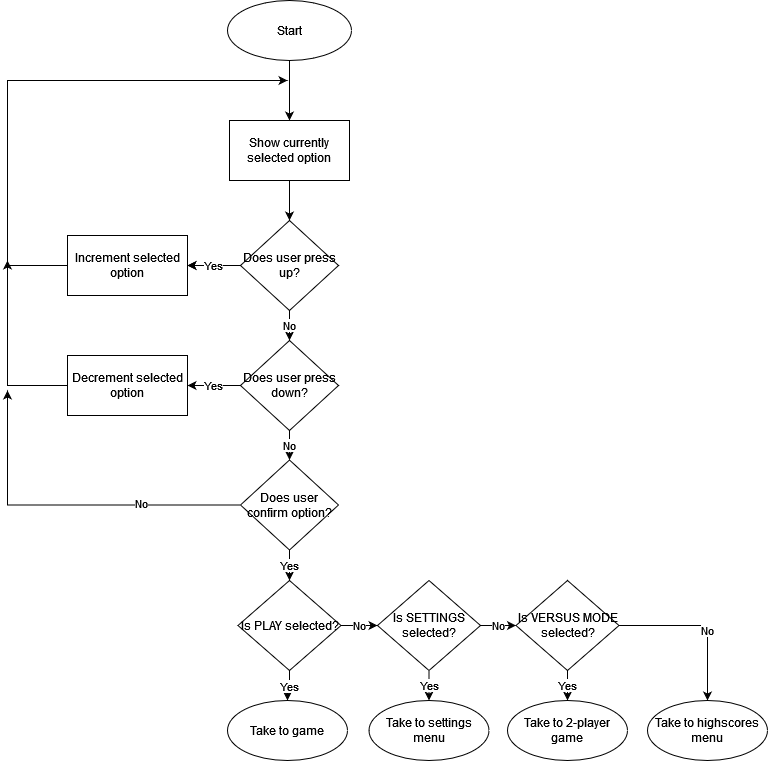 Start
Show currently
selected option
Does user press
up?
Yes
Increment selected
option
No
Does user press
down?
Yes
Decrement selected
option
No
Does user
confirm option?
No
Yes
Is PLAY selected?
No
Is SETTINGS
selected?
No
Is VERSUS MODE
selected?
No
Yes
Yes
Yes
Take to game
Take to settings
menu
Take to 2-player
game
Take to highscores
menu